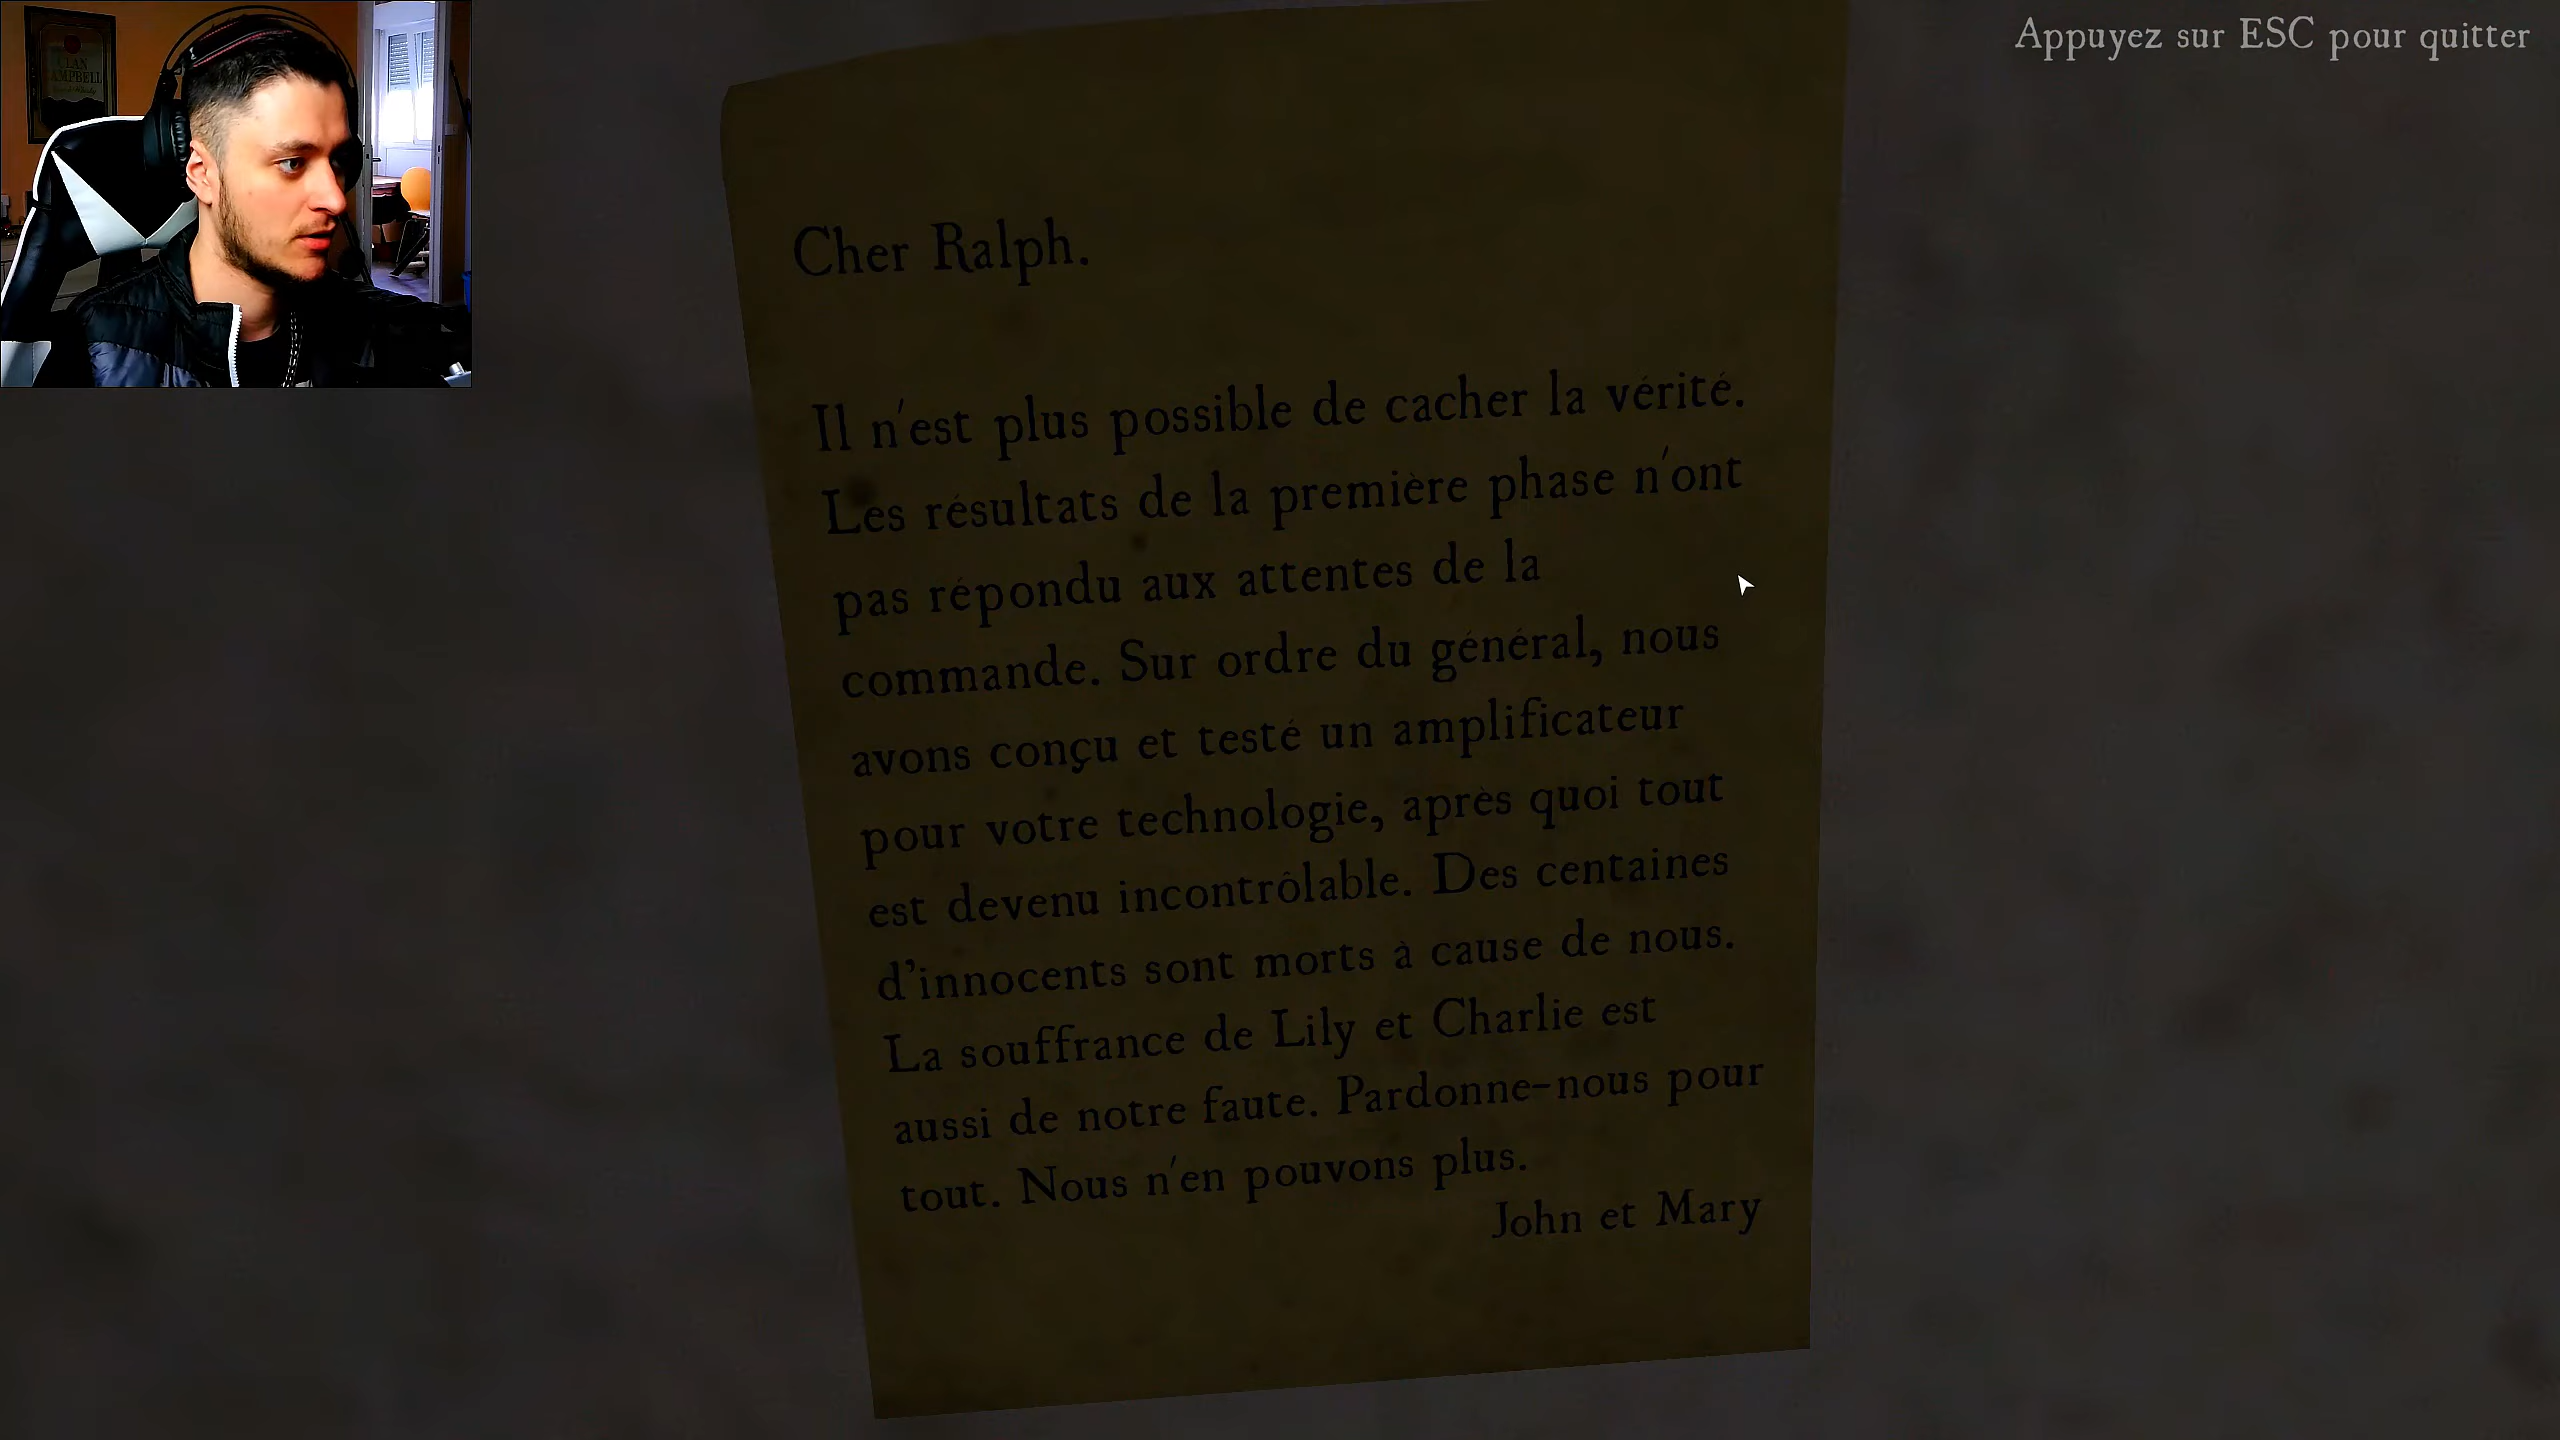 CLAN
CAMPBELL
Appuyez sur ESC pour quitter
Cher Ralph.
Il n'est plus possible de cacher la vérité.
Les résultats de la première phase n'ont
pas répondu aux attentes de la
commande. Sur ordre du général, nous
avons conçu et testé un amplificateur
pour votre technologie, après quoi tout
est devenu incontrôlable. Des centaines
d'innocents sont morts à cause de nous.
La souffrance de Lily et Charlie est
aussi de notre faute. Pardonne-nous pour
tout. Nous n'en pouvons plus.
John et Mary